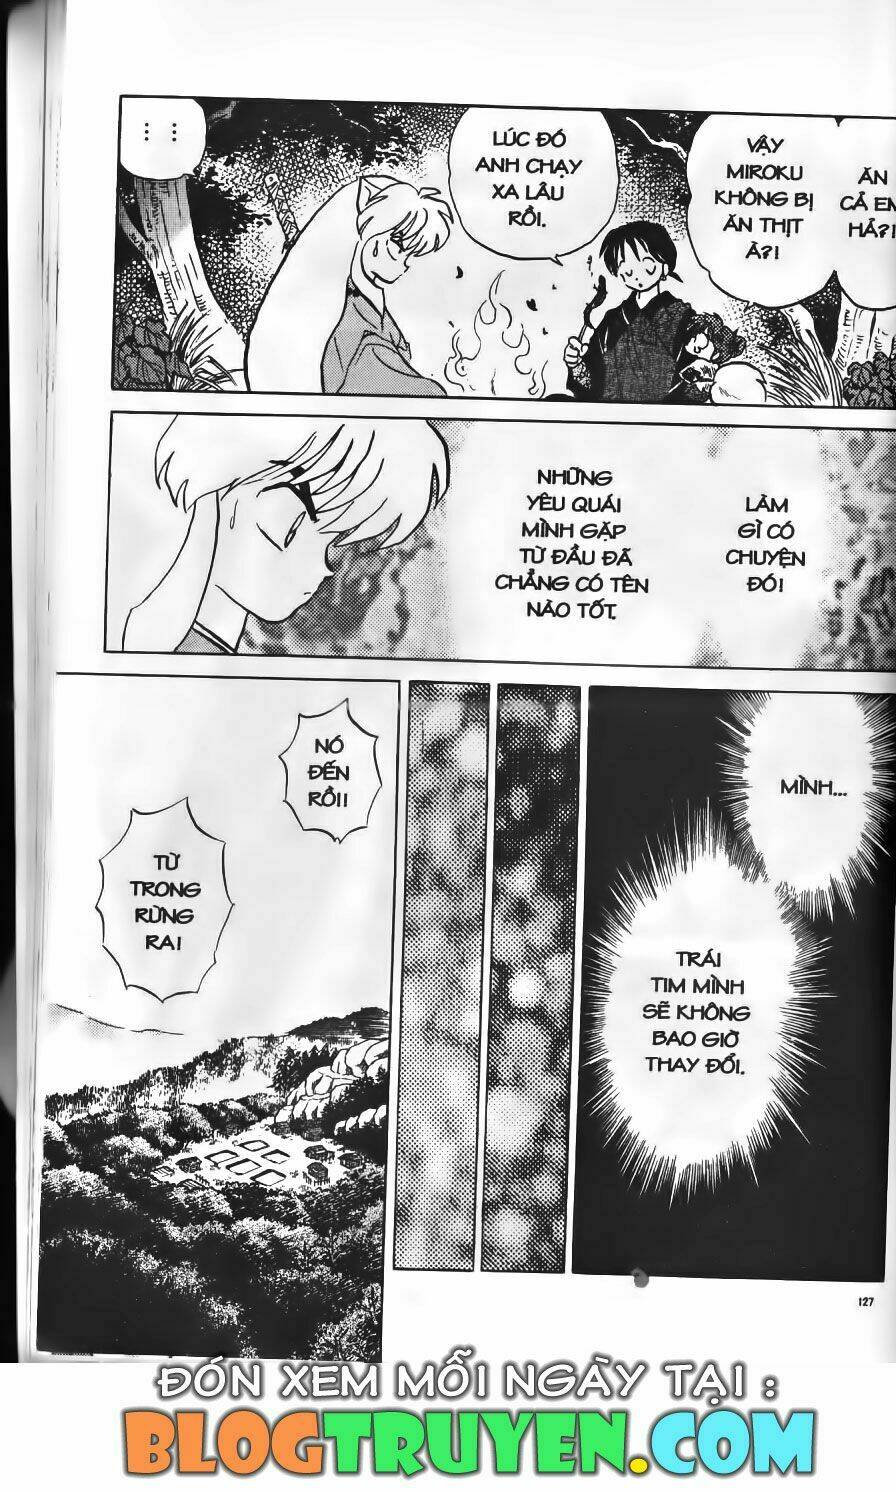 ĂN
CẢ EM
HẢ?!
VẬY
MIROKU
KHÔNG BỊ
ĂN THỊT
À?!
LÚC ĐÓ
ANH CHẠY
XA LÂU
RỒI.
... ...
LÀM
GÌ CÓ
CHUYỆN
ĐÓ!
NHỮNG
YÊU QUÁI
MÌNH GẶP
TỪ ĐẦU ĐÃ
CHẲNG CÓ TÊN
NÀO TỐT.
MÌNH...
TRÁI
TIM MÌNH
SẼ KHÔNG
BAO GIỜ
THAY ĐỔI.
NÓ
ĐẾN
RỒI!
TỪ
TRONG
RỪNG
RA!
127
ĐÓN XEM MỖI NGÀY TẠI :
BLOGTRUYEN.COM